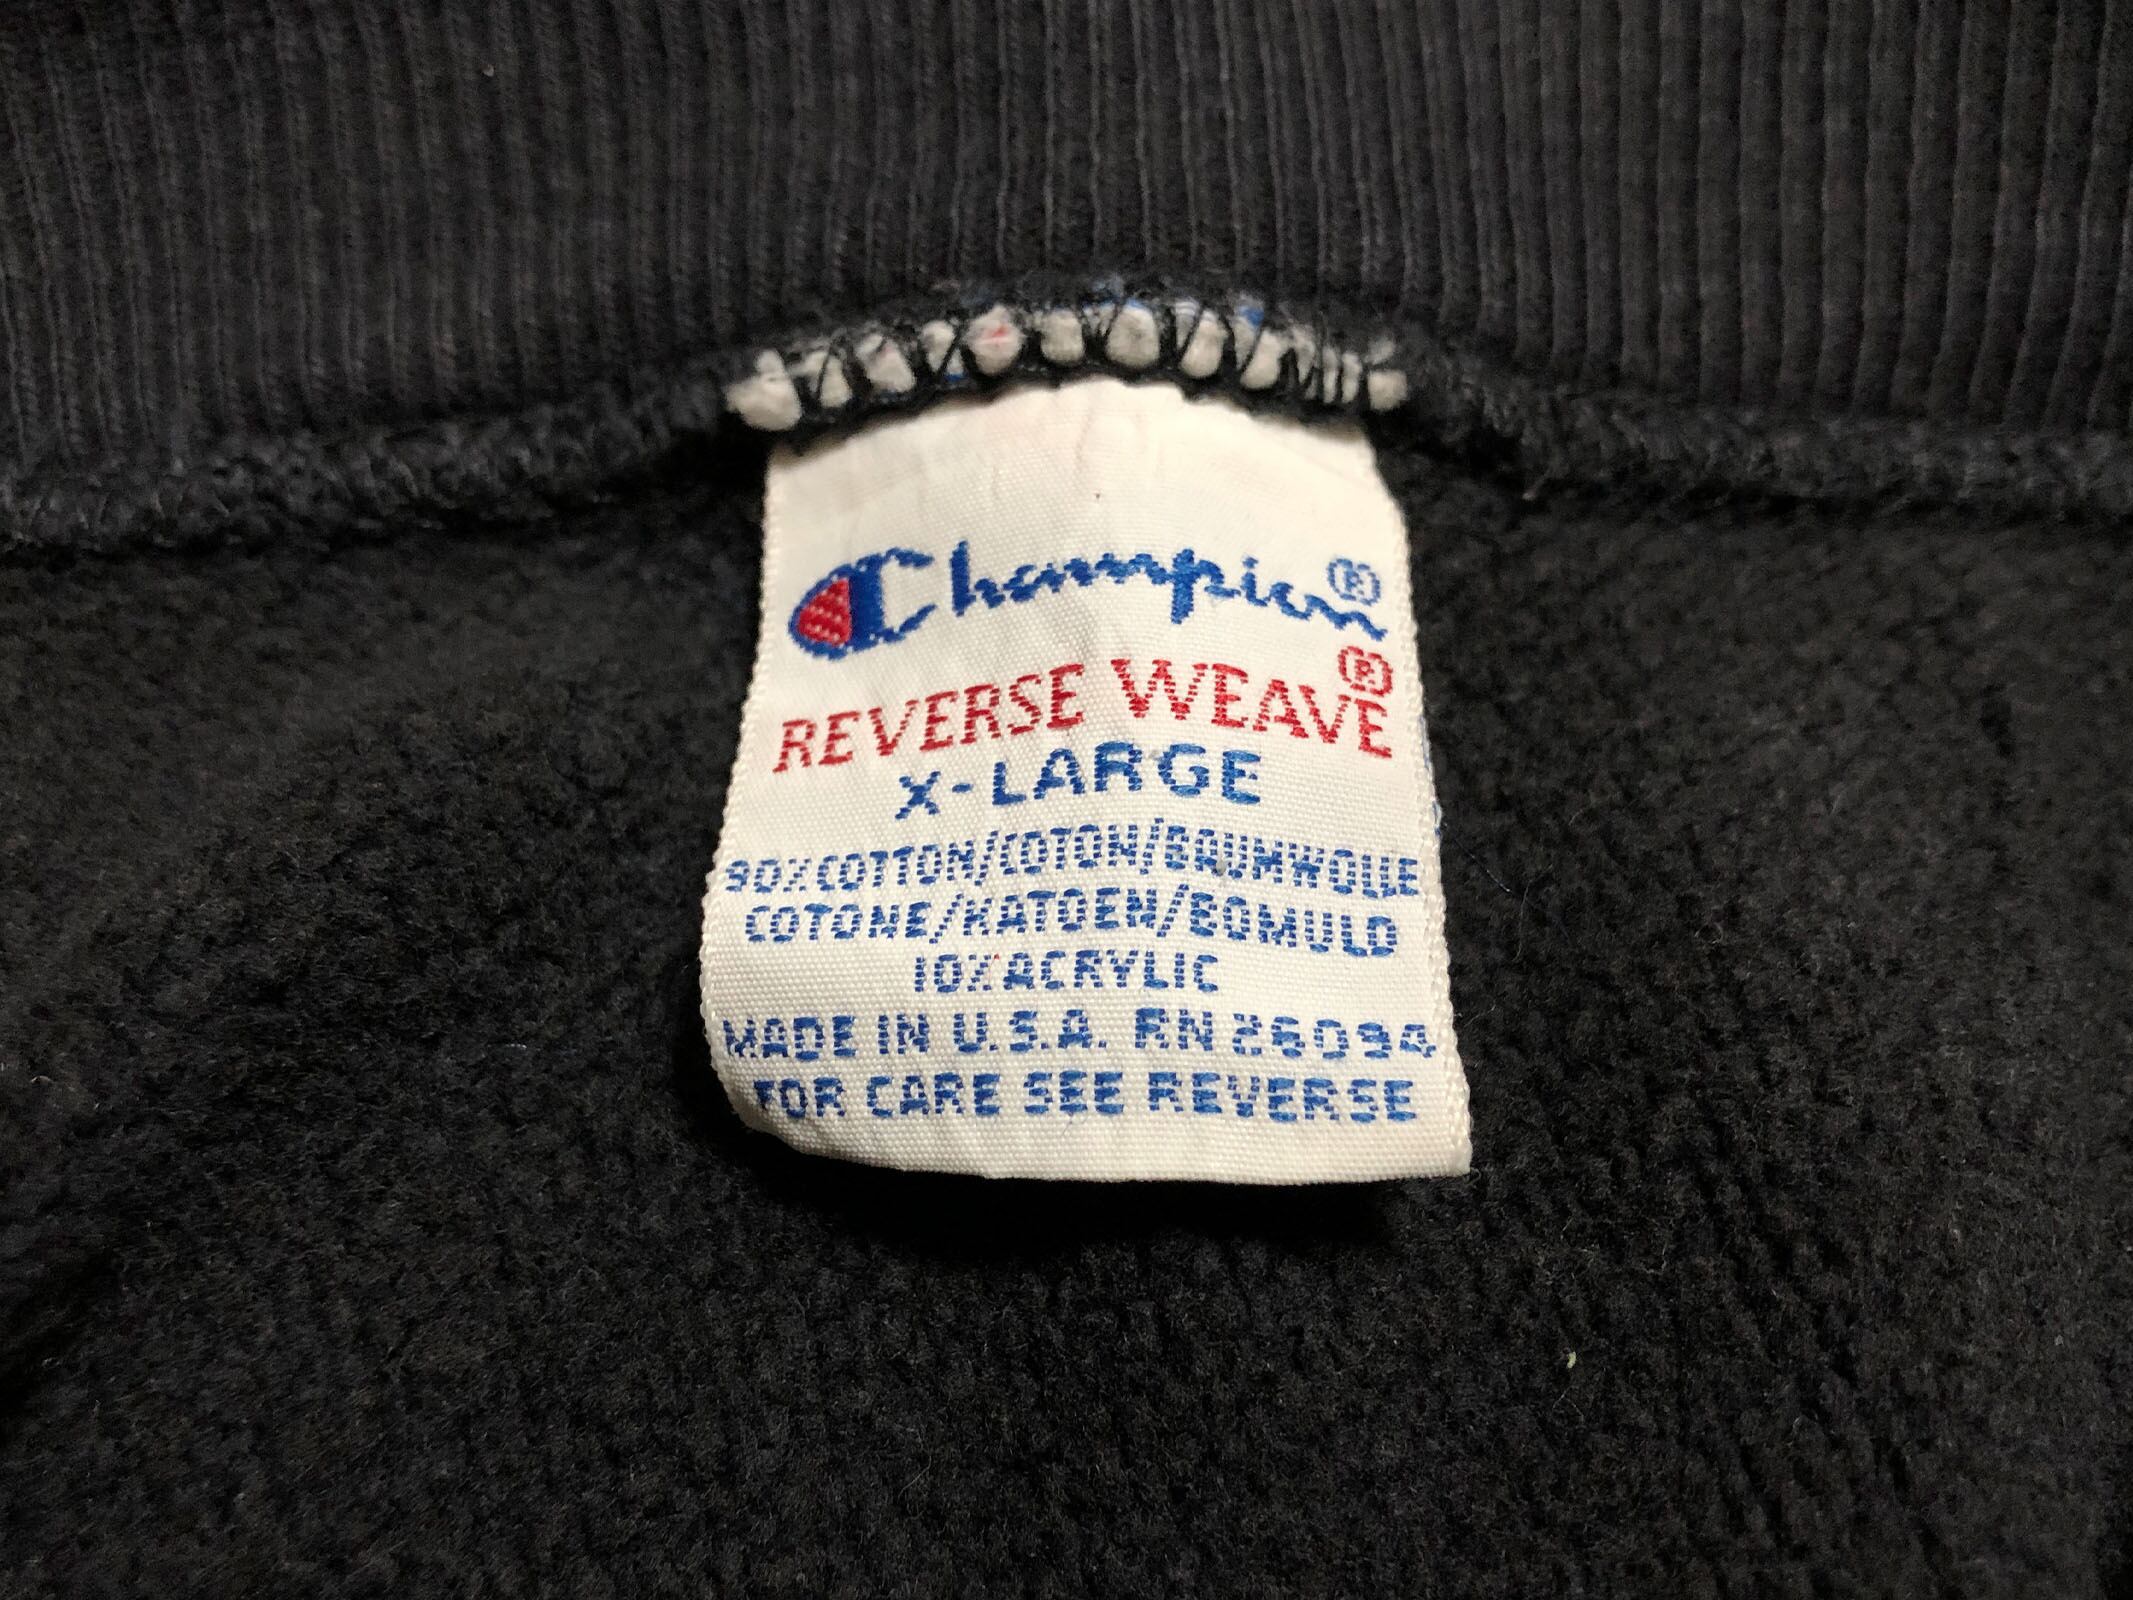 Champion®
REVERSE WEAVE®
X-LARGE
90%COTTON/COTON/BAUMWOLLE
COTONE/KATOEN/BOMULD
10%ACRYLIC
MADE IN U.S.A. RN 26094
FOR CARE SEE REVERSE